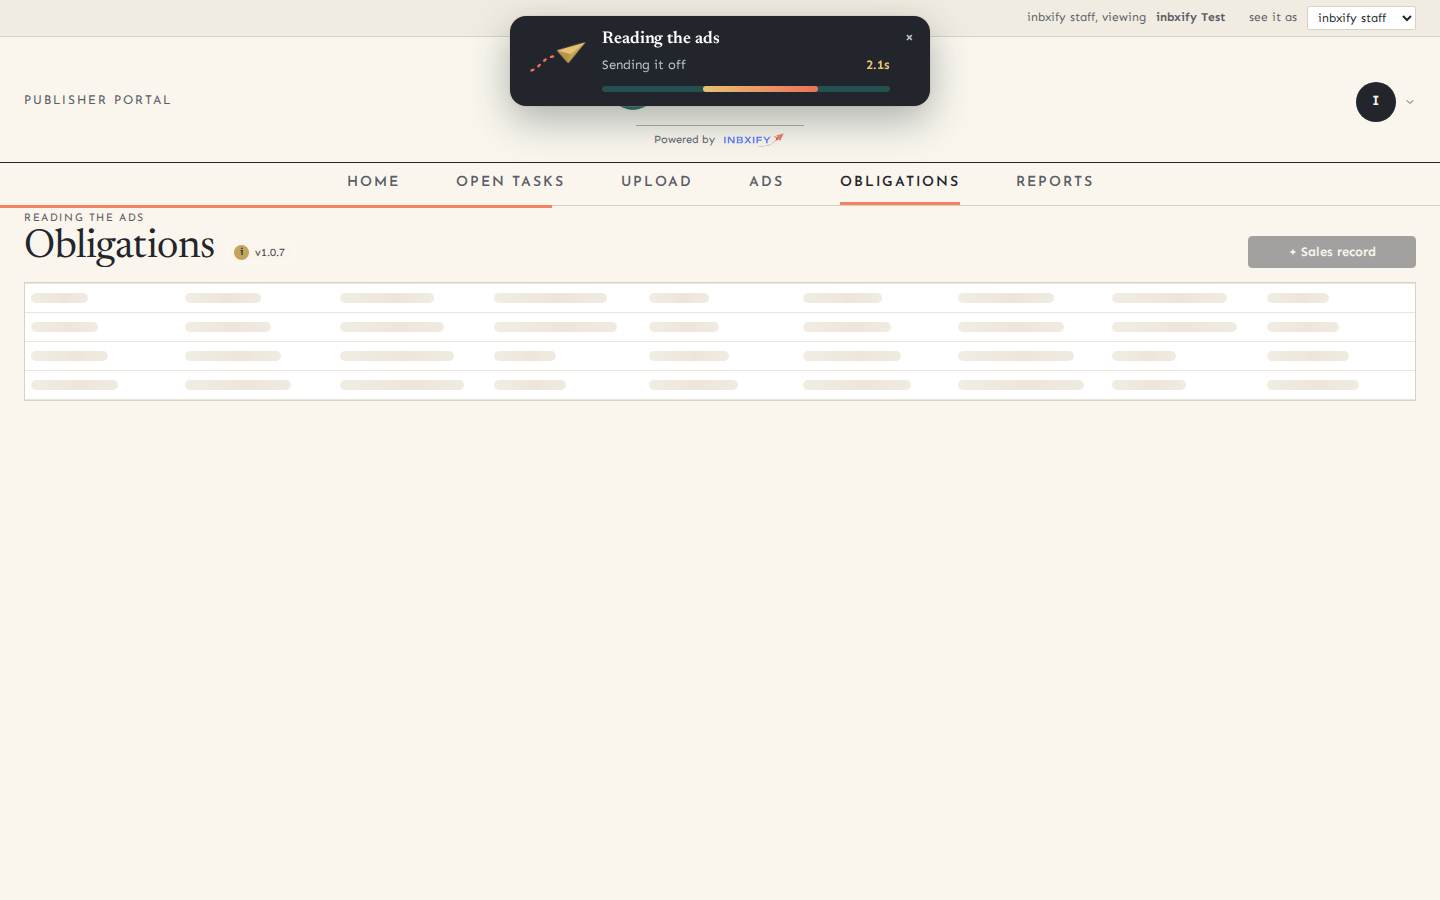 inbxify staff, viewing inbxify Test see it as inbxify staff
Reading the ads ×
Sending it off 2.1s
PUBLISHER PORTAL
I
Powered by INBXIFY
HOME OPEN TASKS UPLOAD ADS OBLIGATIONS REPORTS
READING THE ADS
Obligations i v1.0.7
+ Sales record